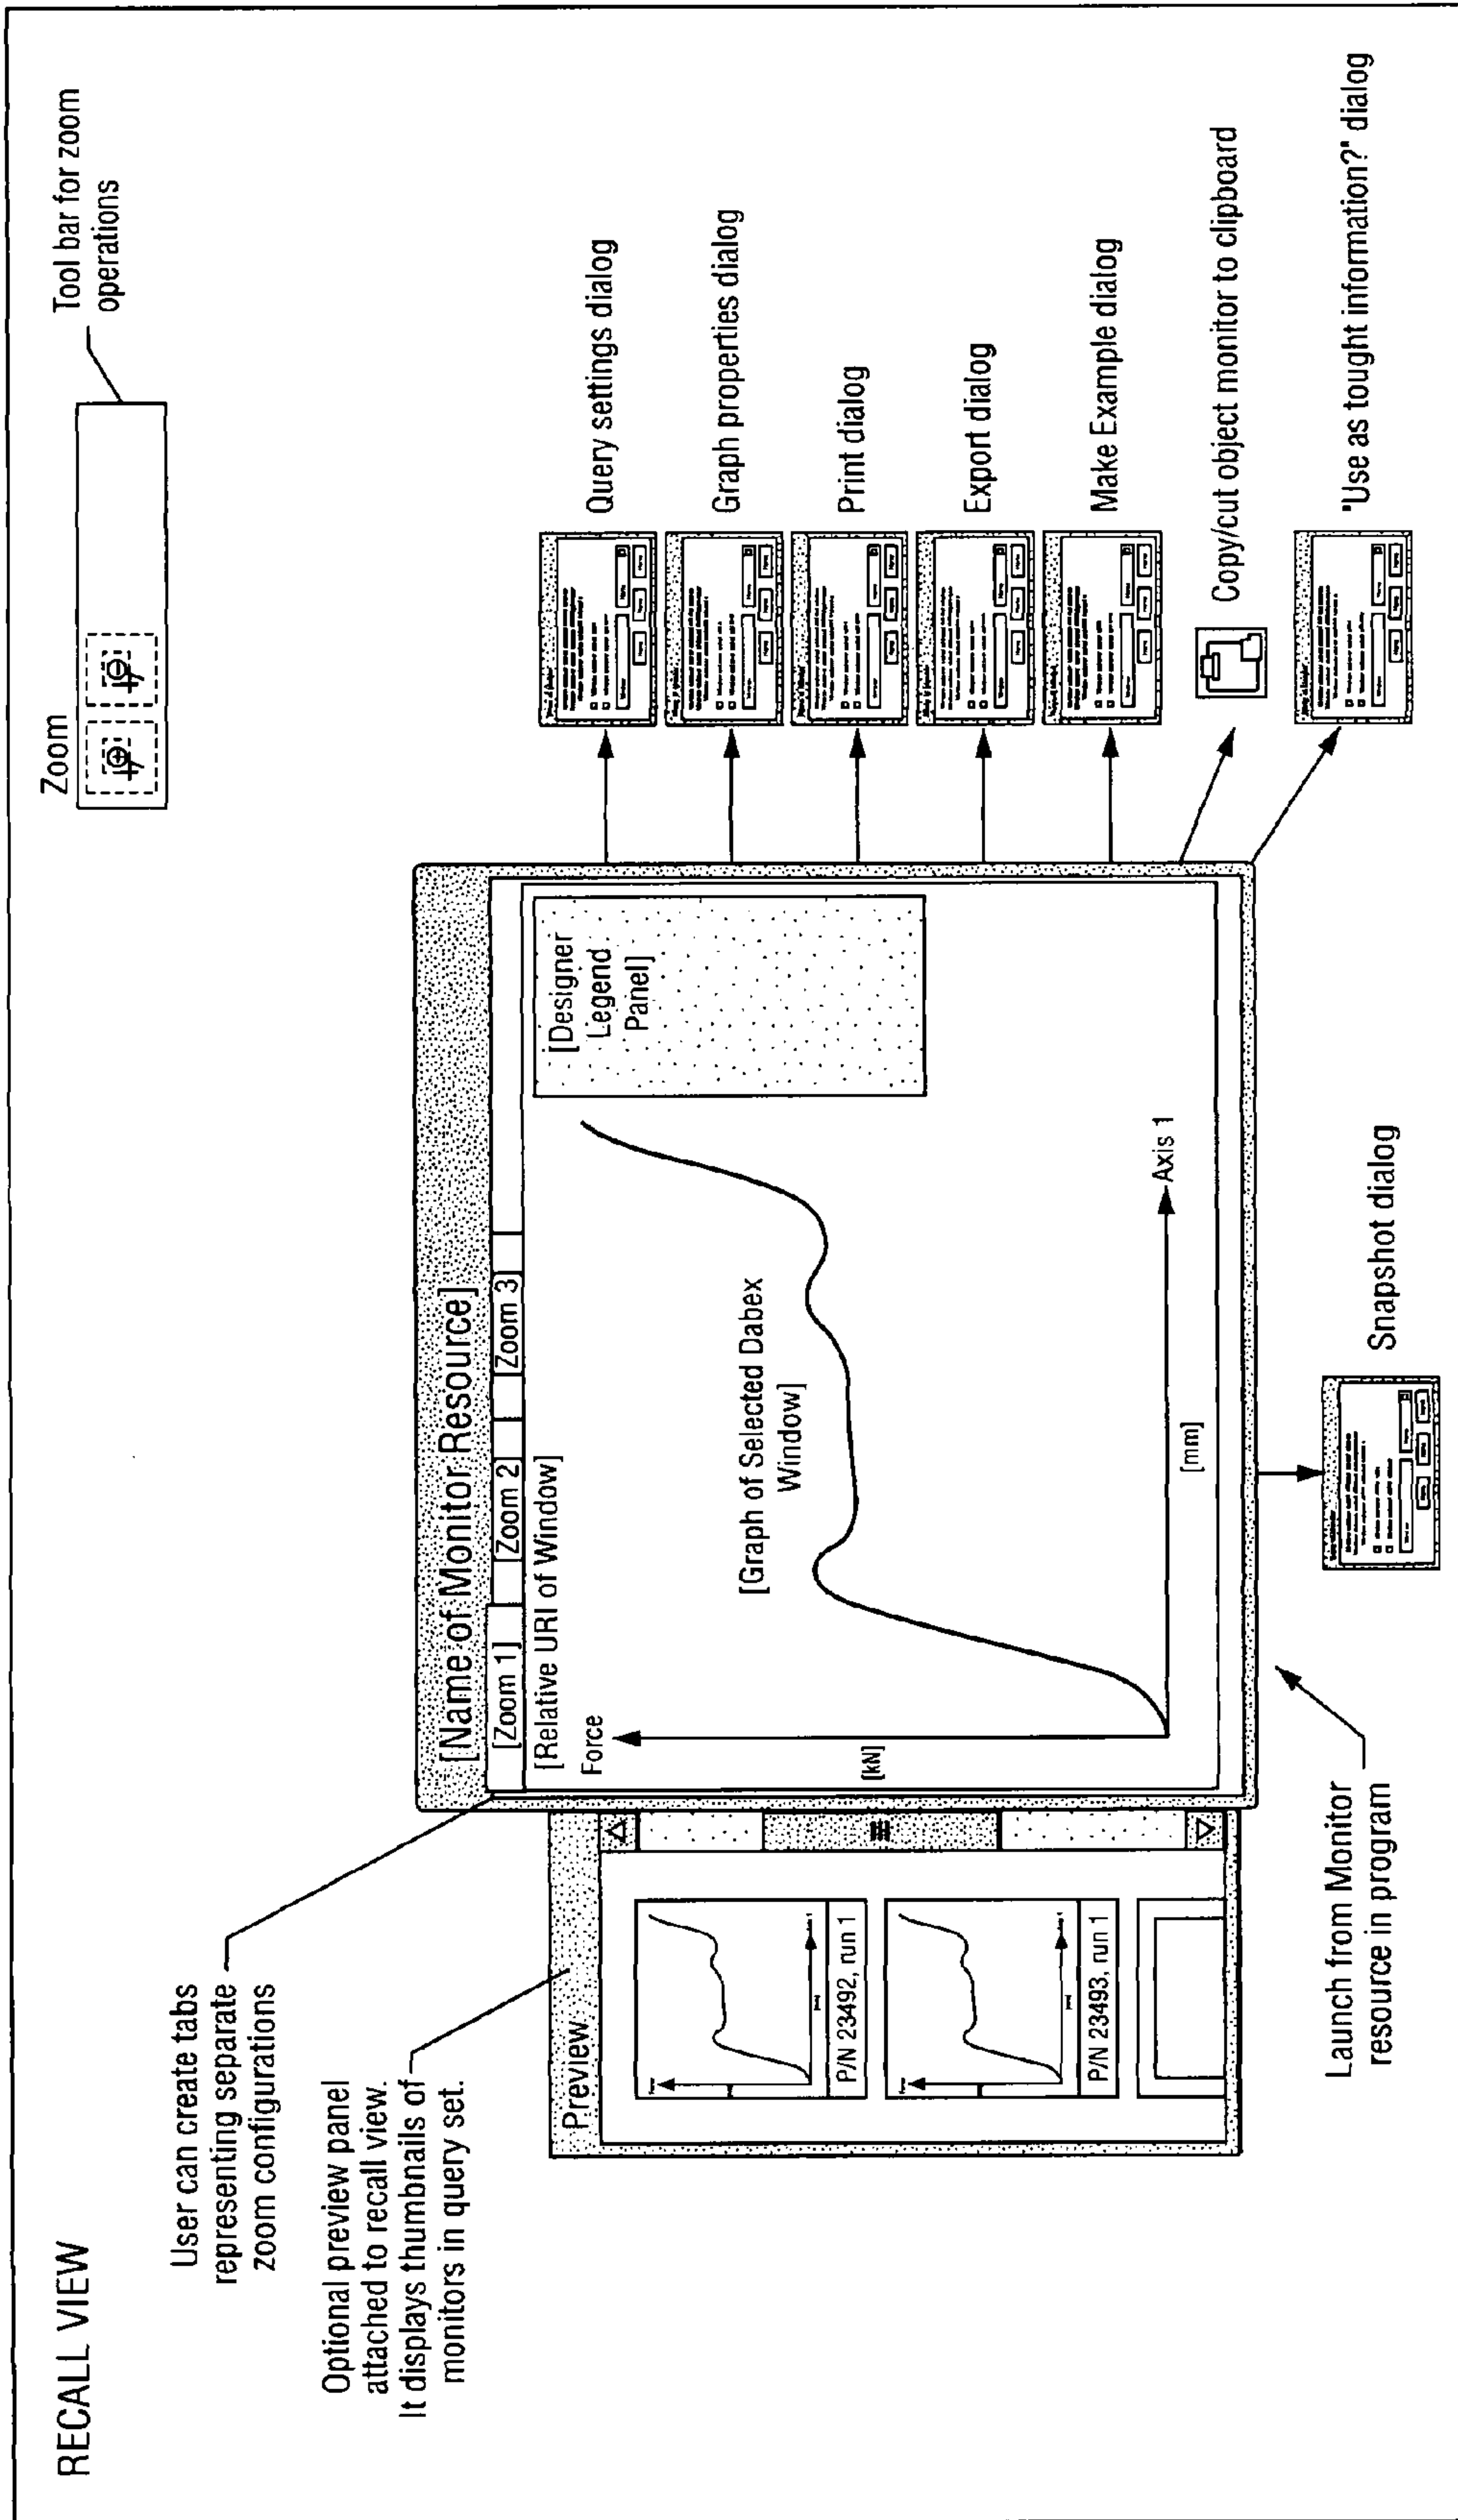 RECALL VIEW
Zoom
Tool bar for zoom
operations
User can create tabs
representing separate
zoom configurations
Optional preview panel
attached to recall view.
It displays thumbnails of
monitors in query set.
Preview
Force
P/N 23492, run 1
Force
P/N 23493, run 1
[Name of Monitor Resource]
[Zoom 1]
[Zoom 2]
[Zoom 3]
[Relative URI of Window]
Force
[kN]
[Graph of Selected Dabex
Window]
[Designer
Legend
Panel]
[mm]
Axis 1
Query settings dialog
Graph properties dialog
Print dialog
Export dialog
Make Example dialog
Copy/cut object monitor to clipboard
"Use as tought information?" dialog
Launch from Monitor
resource in program
Snapshot dialog